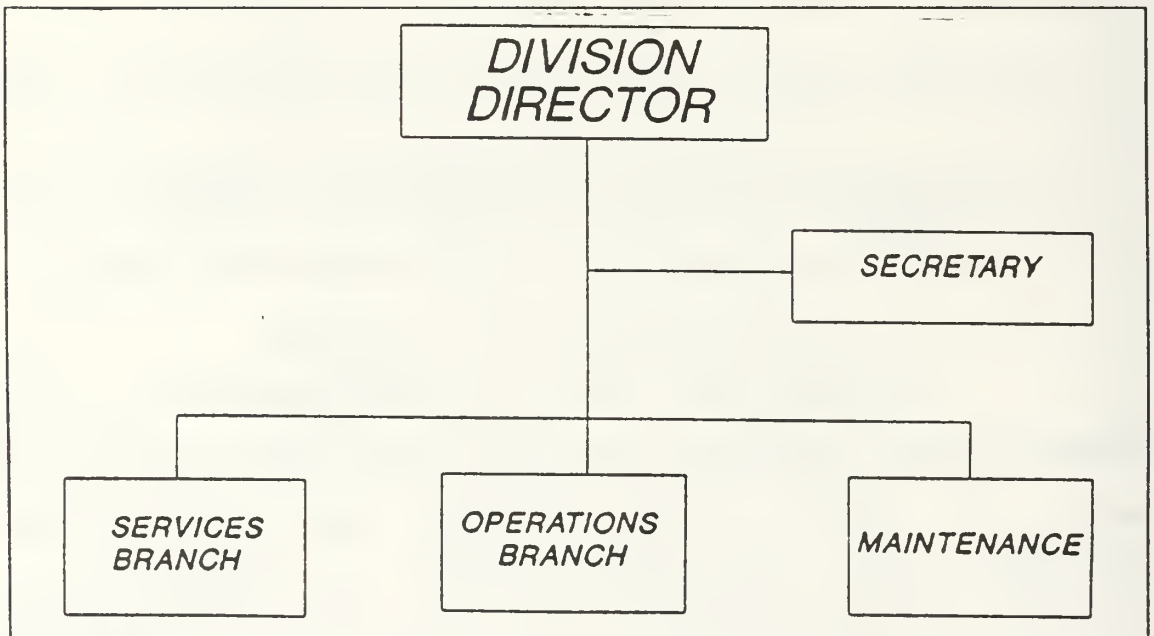 DIVISION
DIRECTOR
SECRETARY
SERVICES
BRANCH
OPERATIONS
BRANCH
MAINTENANCE